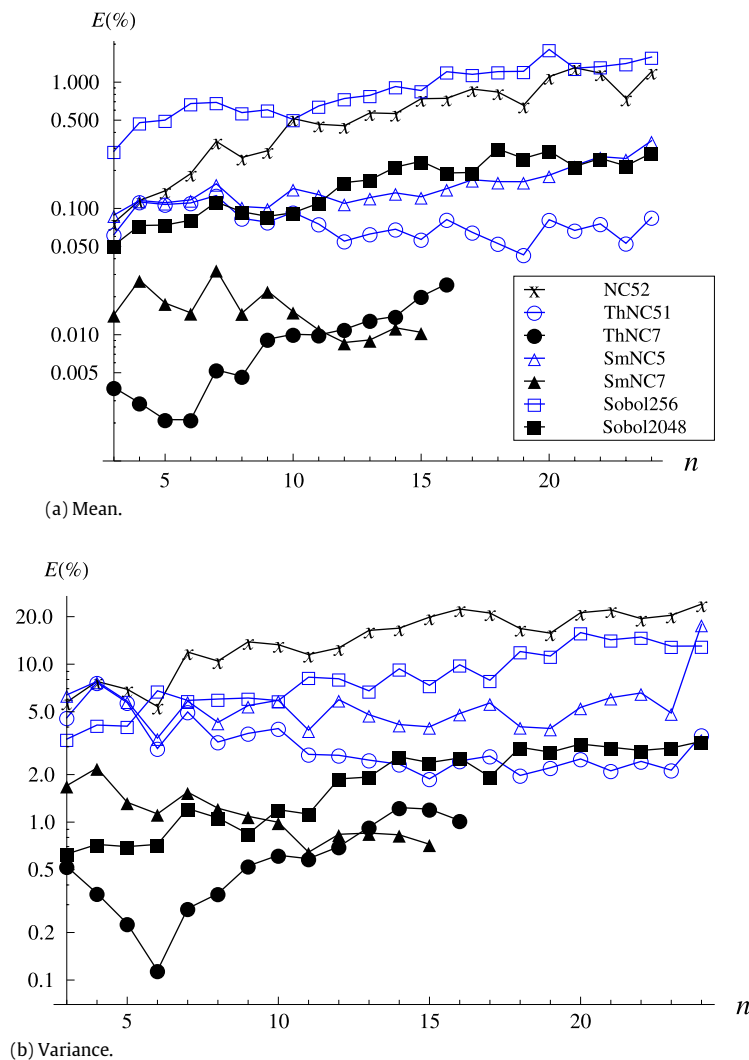 E(%)
1.000
0.500
0.100
0.050
0.010
0.005
NC52
ThNC51
ThNC7
SmNC5
SmNC7
Sobol256
Sobol2048
5
10
15
20
n
(a) Mean.
E(%)
20.0
10.0
5.0
2.0
1.0
0.5
0.2
0.1
5
10
15
20
n
(b) Variance.